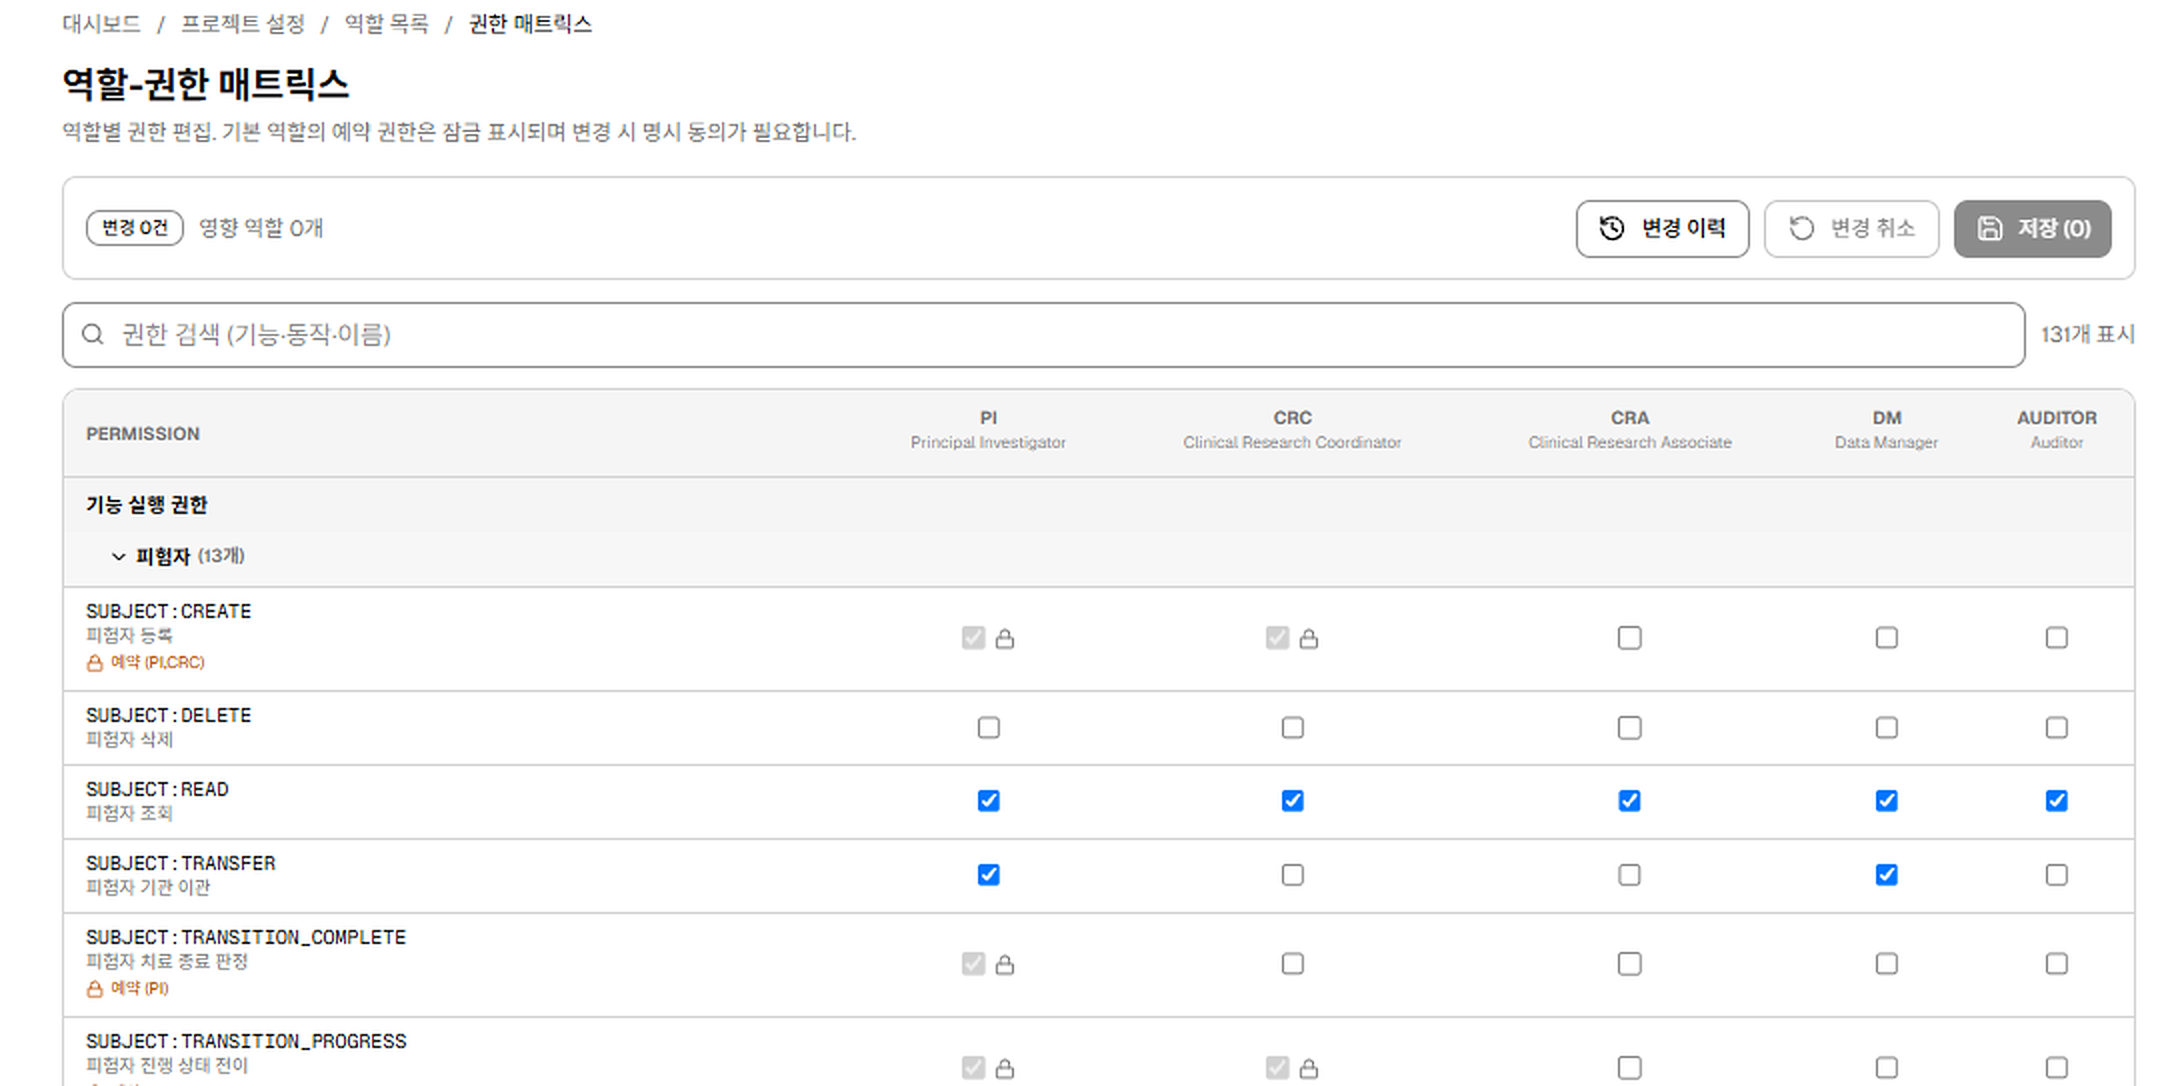 대시보드 / 프로젝트 설정 / 역할 목록 / 권한 매트릭스
역할-권한 매트릭스
역할별 권한 편집. 기본 역할의 예약 권한은 잠금 표시되며 변경 시 명시 동의가 필요합니다.
변경 0건 영향 역할 0개 변경 이력 변경 취소 저장 (0)
권한 검색 (기능·동작·이름) 131개 표시
PERMISSION PI CRC CRA DM AUDITOR
Principal Investigator Clinical Research Coordinator Clinical Research Associate Data Manager Auditor
기능 실행 권한
피험자 (13개)
SUBJECT:CREATE
피험자 등록
예약 (PI,CRC)
SUBJECT:DELETE
피험자 삭제
SUBJECT:READ
피험자 조회
SUBJECT:TRANSFER
피험자 기관 이관
SUBJECT:TRANSITION_COMPLETE
피험자 치료 종료 판정
예약 (PI)
SUBJECT:TRANSITION_PROGRESS
피험자 진행 상태 전이